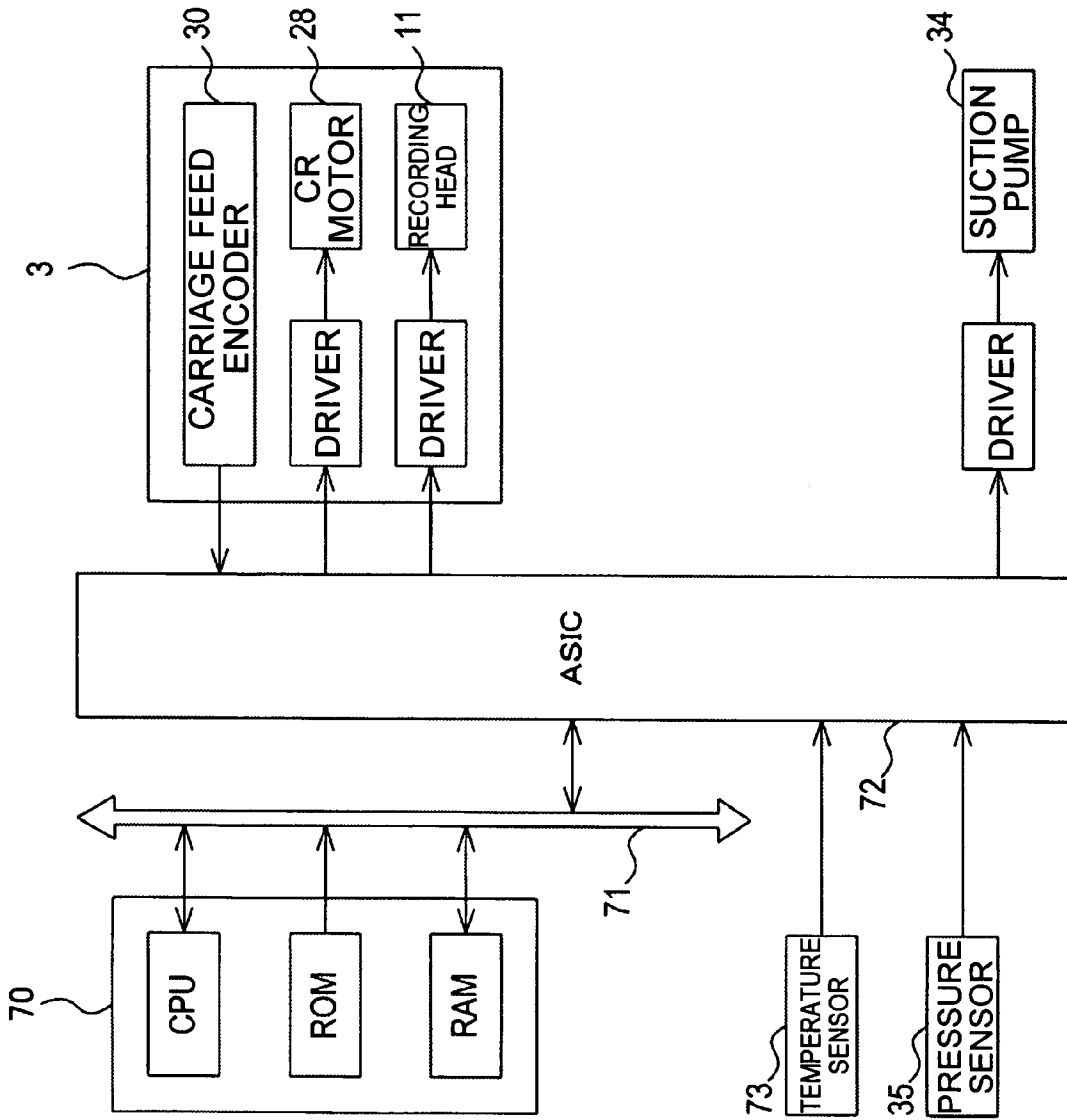 70
CPU
ROM
RAM
71
73
TEMPERATURE
SENSOR
35
PRESSURE
SENSOR
72
ASIC
3
CARRIAGE FEED
ENCODER
30
DRIVER
CR
MOTOR
28
DRIVER
RECORDING
HEAD
11
DRIVER
SUCTION
PUMP
34